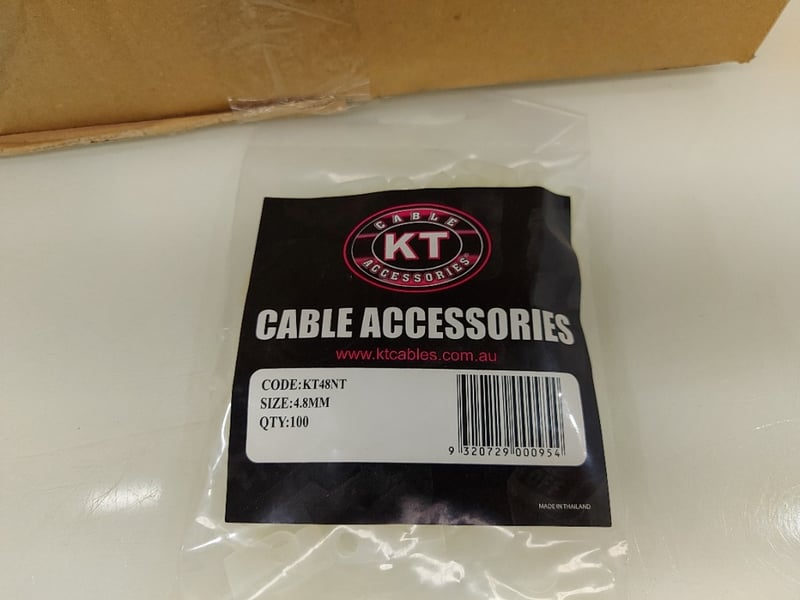 CABLE
KT
ACCESSORIES®
CABLE ACCESSORIES
www.ktcables.com.au
CODE:KT48NT
SIZE:4.8MM
QTY:100
9 320729 000954
MADE IN THAILAND